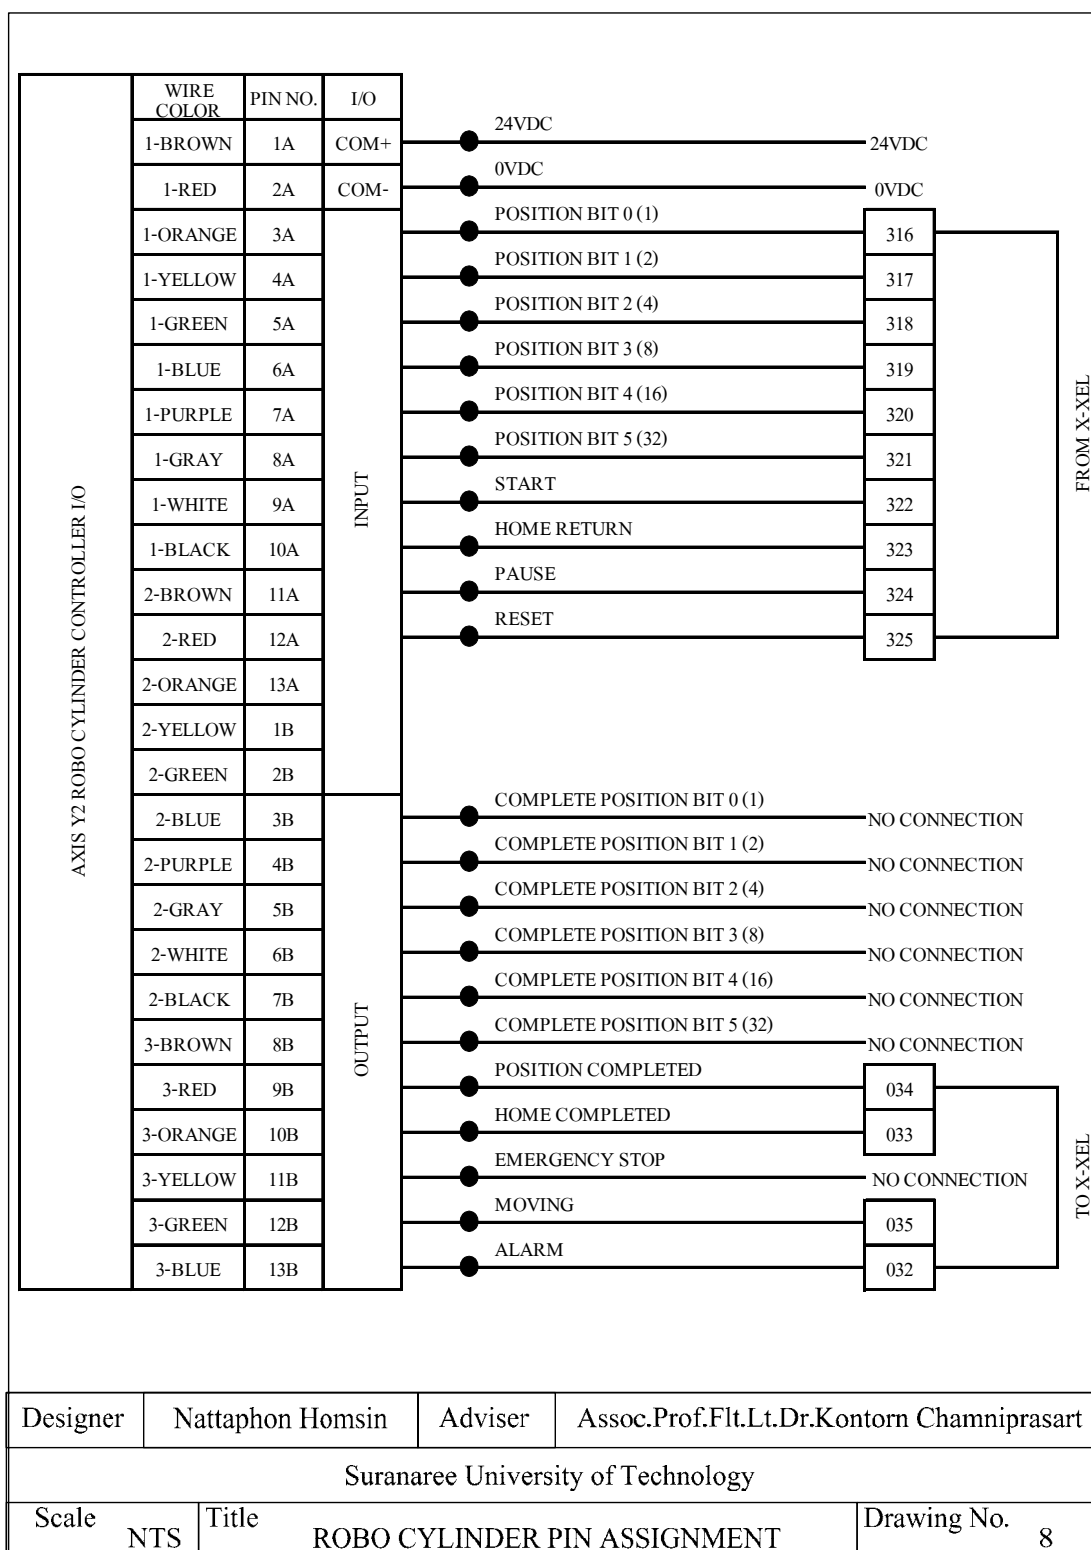 AXIS Y2 ROBO CYLINDER CONTROLLER I/O
WIRE COLOR PIN NO. I/O
1-BROWN 1A COM+ 24VDC 24VDC
1-RED 2A COM- 0VDC 0VDC
INPUT
1-ORANGE 3A POSITION BIT 0 (1) 316
1-YELLOW 4A POSITION BIT 1 (2) 317
1-GREEN 5A POSITION BIT 2 (4) 318
1-BLUE 6A POSITION BIT 3 (8) 319
1-PURPLE 7A POSITION BIT 4 (16) 320
1-GRAY 8A POSITION BIT 5 (32) 321
1-WHITE 9A START 322
1-BLACK 10A HOME RETURN 323
2-BROWN 11A PAUSE 324
2-RED 12A RESET 325
FROM X-XEL
2-ORANGE 13A
2-YELLOW 1B
2-GREEN 2B
OUTPUT
2-BLUE 3B COMPLETE POSITION BIT 0 (1) NO CONNECTION
2-PURPLE 4B COMPLETE POSITION BIT 1 (2) NO CONNECTION
2-GRAY 5B COMPLETE POSITION BIT 2 (4) NO CONNECTION
2-WHITE 6B COMPLETE POSITION BIT 3 (8) NO CONNECTION
2-BLACK 7B COMPLETE POSITION BIT 4 (16) NO CONNECTION
3-BROWN 8B COMPLETE POSITION BIT 5 (32) NO CONNECTION
3-RED 9B POSITION COMPLETED 034
3-ORANGE 10B HOME COMPLETED 033
3-YELLOW 11B EMERGENCY STOP NO CONNECTION
3-GREEN 12B MOVING 035
3-BLUE 13B ALARM 032
TO X-XEL
Designer Nattaphon Homsin Adviser Assoc.Prof.Flt.Lt.Dr.Kontorn Chamniprasart
Suranaree University of Technology
Scale NTS Title ROBO CYLINDER PIN ASSIGNMENT Drawing No. 8